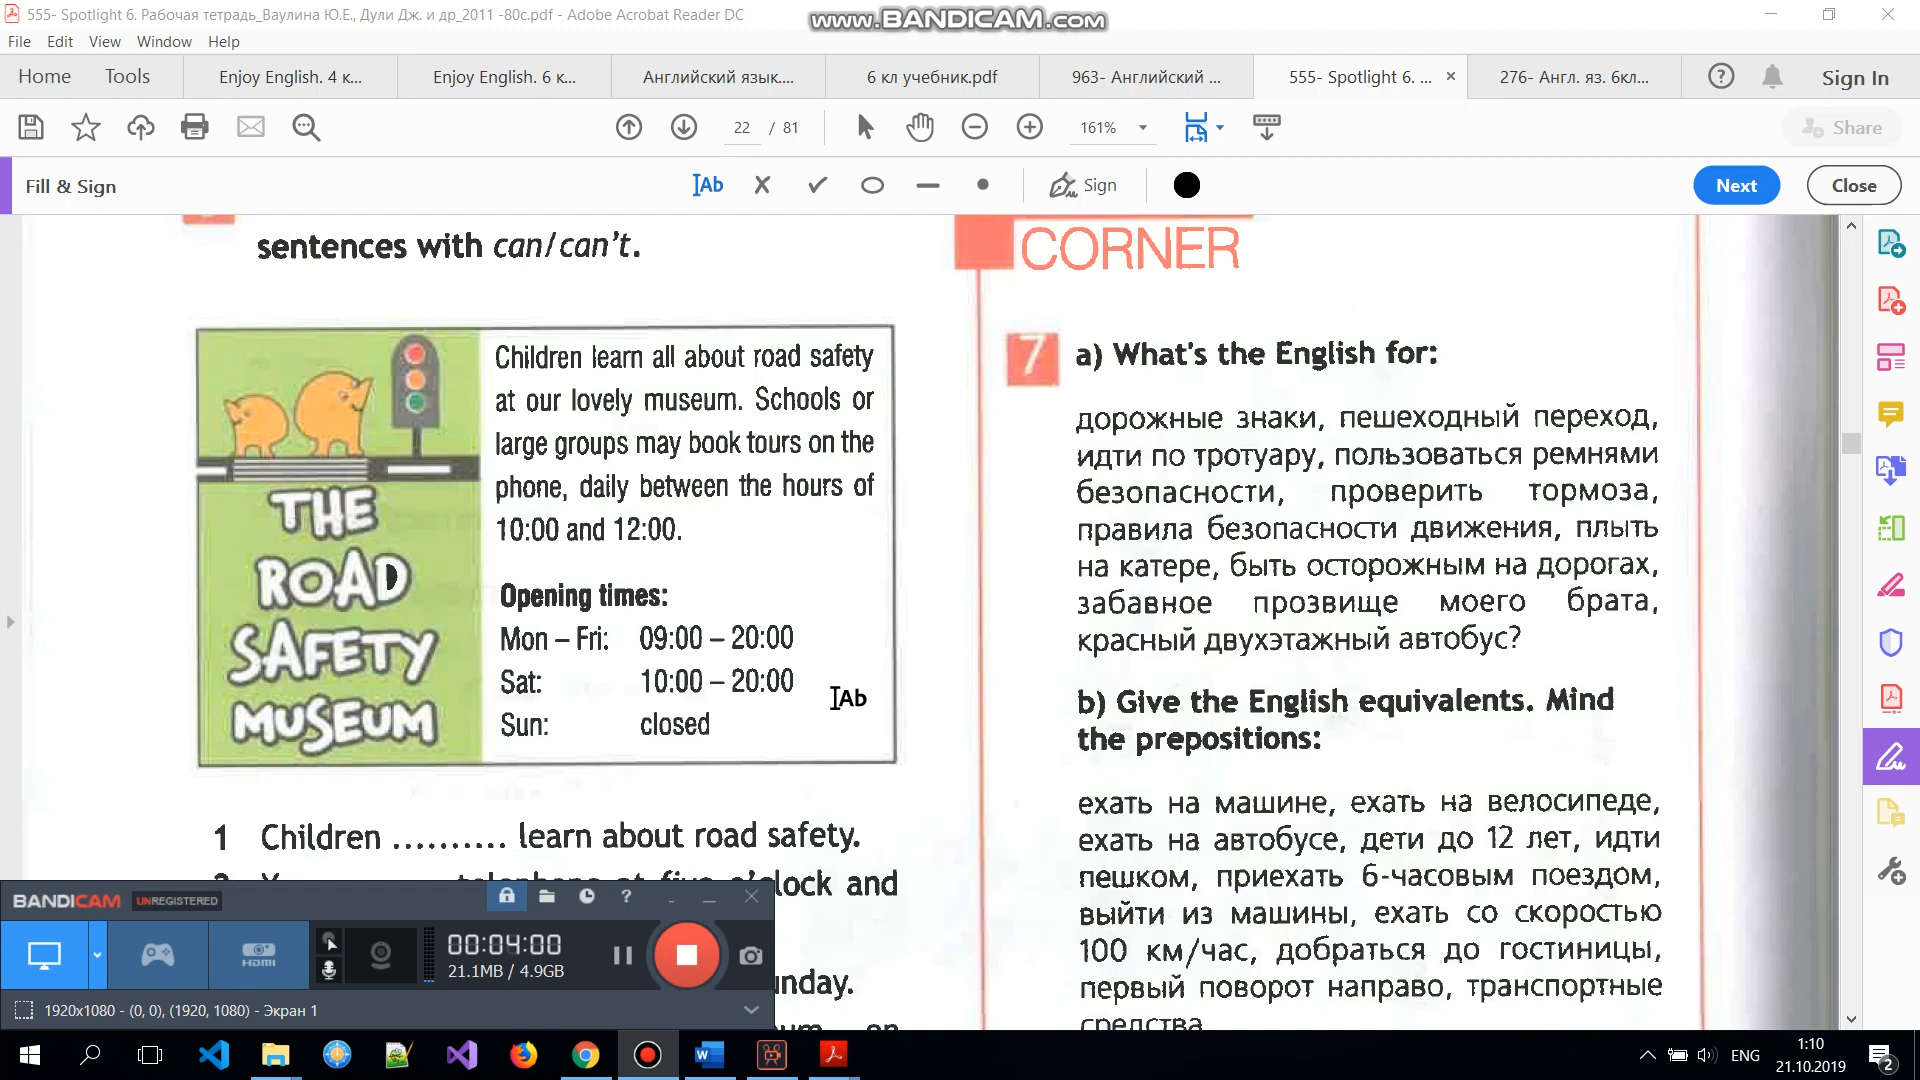 555- Spotlight 6. Рабочая тетрадь_Ваулина Ю.Е., Дули Дж. и др_2011 -80с.pdf - Adobe Acrobat Reader DC
www.BANDICAM.com
File Edit View Window Help
Home Tools Enjoy English. 4 к... Enjoy English. 6 к... Английский язык.... 6 кл учебник.pdf 963- Английский ... 555- Spotlight 6. ... 276- Англ. яз. 6кл... Sign In
22 / 81 161% Share
Fill & Sign Ab Sign Next Close
sentences with can/can't.
Children learn all about road safety
at our lovely museum. Schools or
large groups may book tours on the
phone, daily between the hours of
10:00 and 12:00.
Opening times:
Mon – Fri: 09:00 – 20:00
Sat: 10:00 – 20:00
Sun: closed
Ab
THE
ROAD
SAFETY
MUSEUM
1 Children .......... learn about road safety.
telephone at five o'clock and
unday.
CORNER
7 a) What's the English for:
дорожные знаки, пешеходный переход,
идти по тротуару, пользоваться ремнями
безопасности, проверить тормоза,
правила безопасности движения, плыть
на катере, быть осторожным на дорогах,
забавное прозвище моего брата,
красный двухэтажный автобус?
b) Give the English equivalents. Mind
the prepositions:
ехать на машине, ехать на велосипеде,
ехать на автобусе, дети до 12 лет, идти
пешком, приехать 6-часовым поездом,
выйти из машины, ехать со скоростью
100 км/час, добраться до гостиницы,
первый поворот направо, транспортные
средства
BANDICAM UNREGISTERED
HDMI
00:04:00
21.1MB / 4.9GB
1920x1080 - (0, 0), (1920, 1080) - Экран 1
ENG
1:10
21.10.2019
2